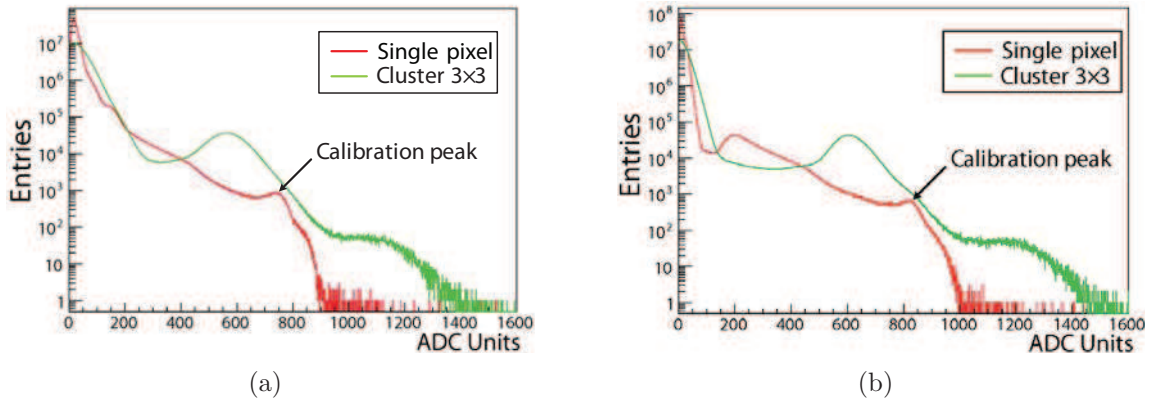 10⁷
10⁶
10⁵
10⁴
10³
10²
10
1
Entries
Single pixel
Cluster 3×3
Calibration peak
0 200 400 600 800 1000 1200 1400 1600
ADC Units
(a)
10⁸
10⁷
10⁶
10⁵
10⁴
10³
10²
10
1
Entries
Single pixel
Cluster 3×3
Calibration peak
0 200 400 600 800 1000 1200 1400 1600
ADC Units
(b)